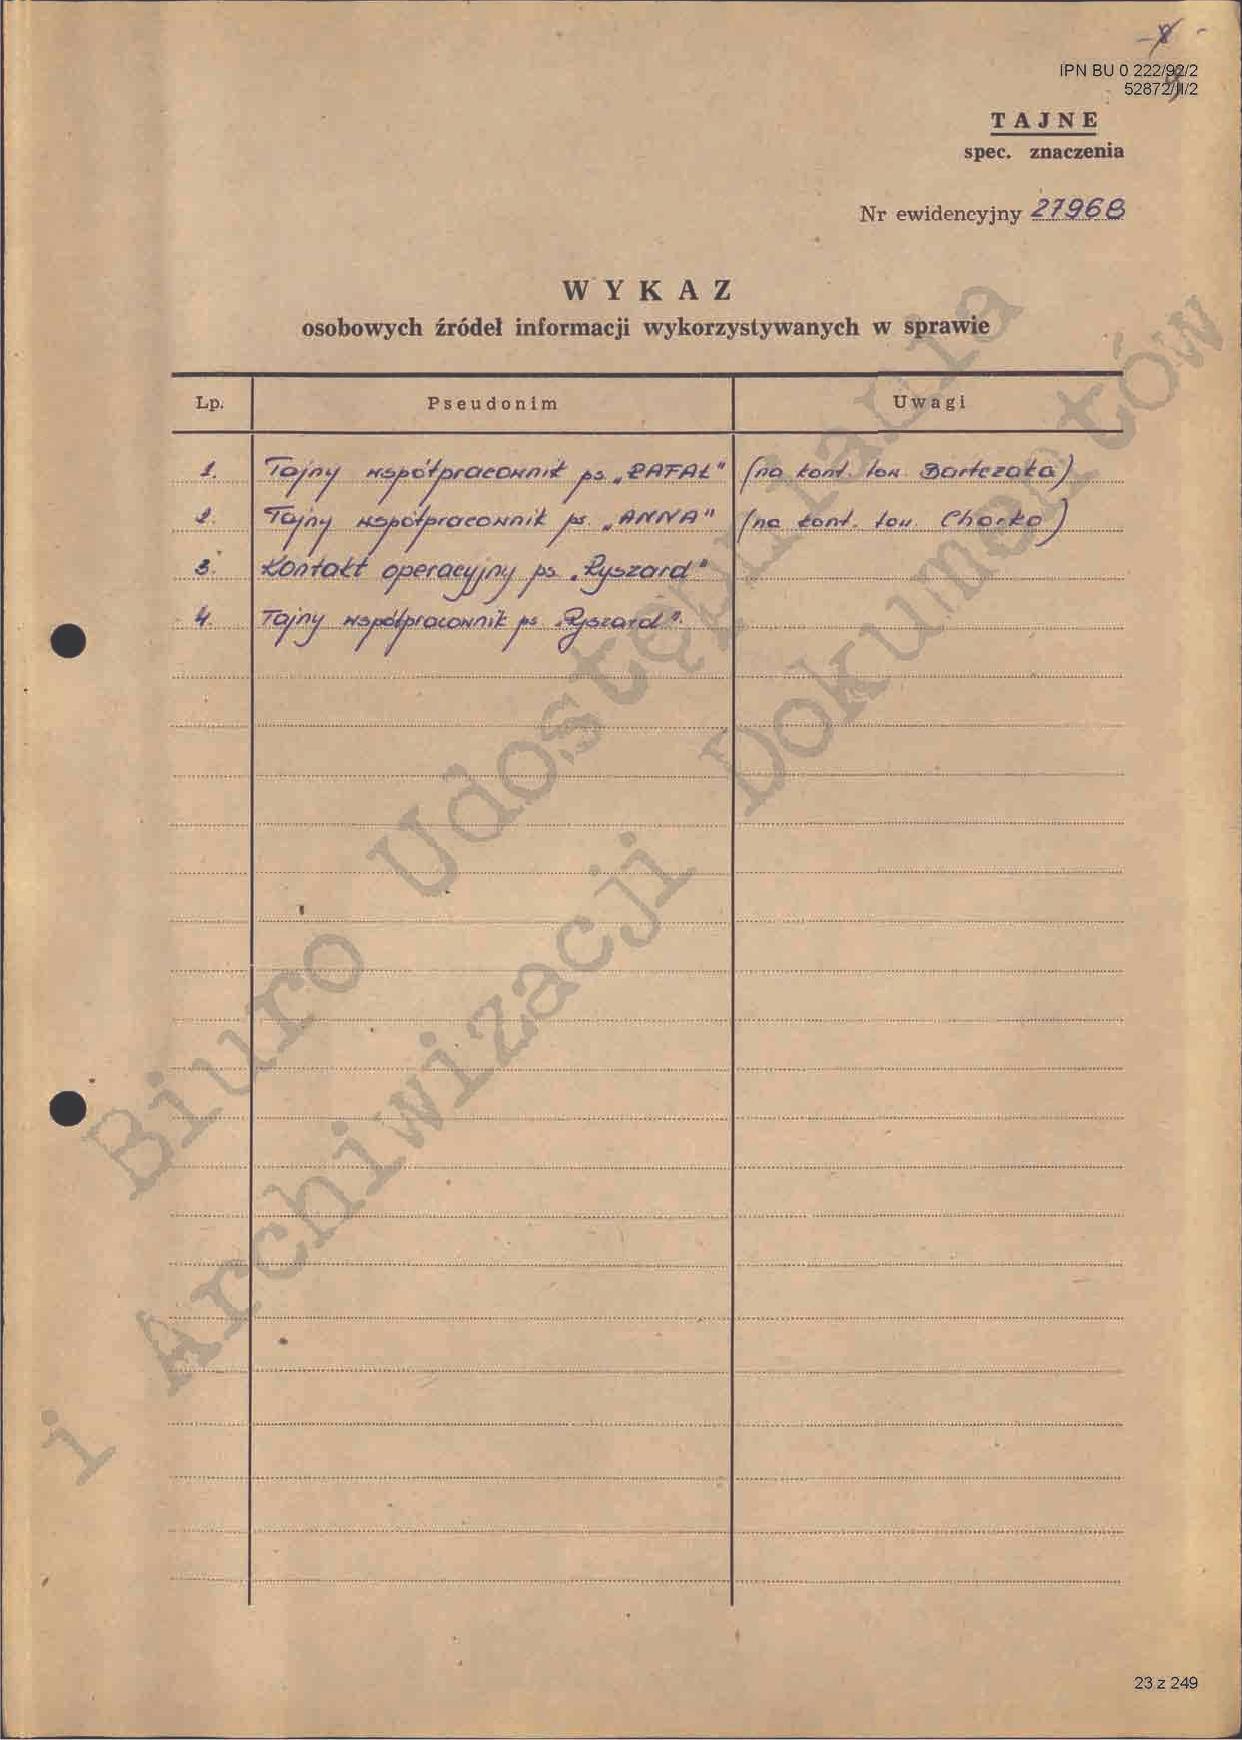 - 8 -
IPN BU 0 222/92/2
52872/II/2
TAJNE
spec. znaczenia
Nr ewidencyjny 27968
WYKAZ
osobowych źródeł informacji wykorzystywanych w sprawie
Lp. Pseudonim Uwagi
1. Tajny współpracownik ps „RAFAŁ" (na kont. tow. Bartczaka)
2. Tajny współpracownik ps. „ANNA" (na kont. tow. Chorko)
3. Kontakt operacyjny ps. „Ryszard"
4. Tajny współpracownik ps „Ryszard".
Biuro Udostępniania
i Archiwizacji Dokumentów
23 z 249